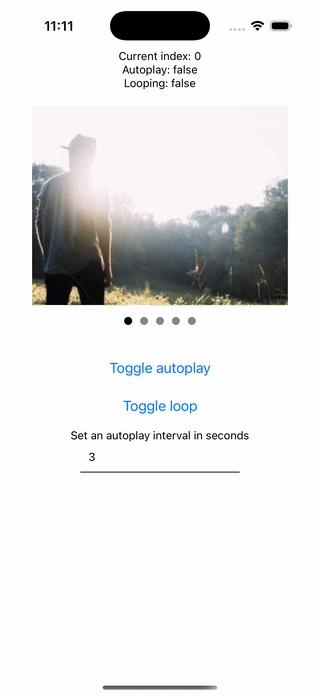 11:11
Current index: 0
Autoplay: false
Looping: false
Toggle autoplay
Toggle loop
Set an autoplay interval in seconds
3